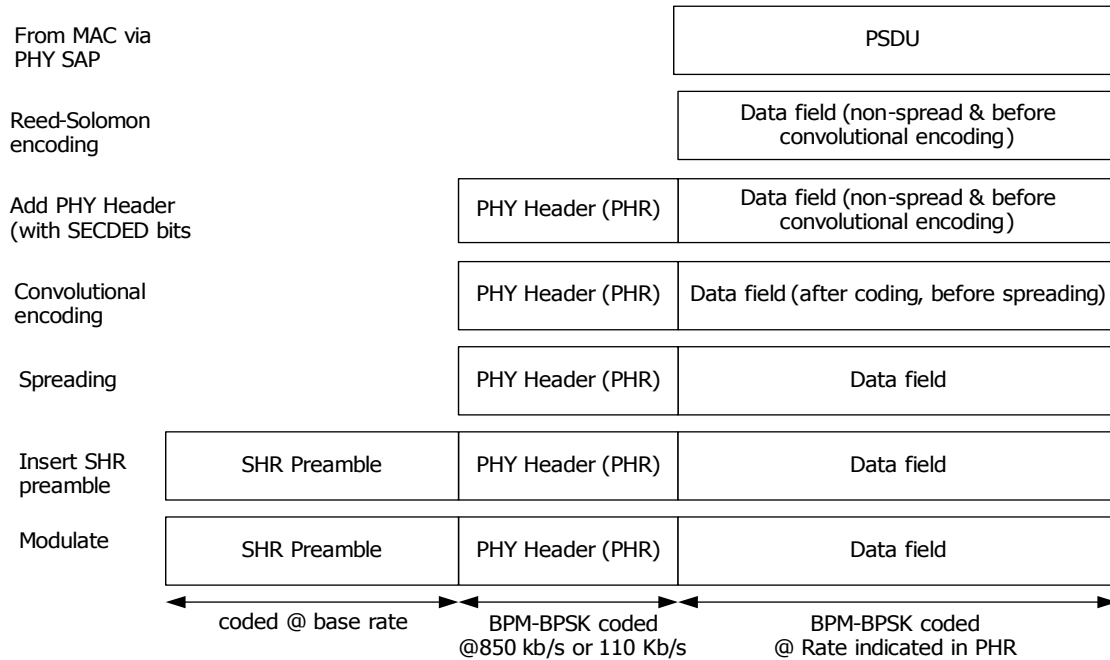 From MAC via
PHY SAP
PSDU
Reed-Solomon
encoding
Data field (non-spread & before
convolutional encoding)
Add PHY Header
(with SECDED bits
PHY Header (PHR)
Data field (non-spread & before
convolutional encoding)
Convolutional
encoding
PHY Header (PHR)
Data field (after coding, before spreading)
Spreading
PHY Header (PHR)
Data field
Insert SHR
preamble
SHR Preamble
PHY Header (PHR)
Data field
Modulate
SHR Preamble
PHY Header (PHR)
Data field
coded @ base rate
BPM-BPSK coded
@850 kb/s or 110 Kb/s
BPM-BPSK coded
@ Rate indicated in PHR